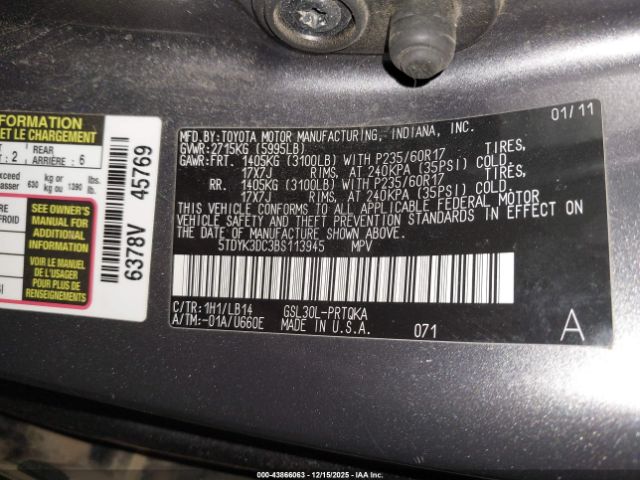 FORMATION
ET LE CHARGEMENT
: 2 REAR ARRIÈRE : 6
exceed 630 kg or kg ou 1390 lbs. lb.
SEE OWNER'S
MANUAL FOR
ADDITIONAL
INFORMATION
VOIR LE MANUEL
DE L'USAGER
POUR PLUS DE
RENSEIGNEMENTS
6378V 45769
MFD.BY:TOYOTA MOTOR MANUFACTURING, INDIANA, INC. 01/11
GVWR:2715KG (5995LB)
GAWR:FRT. 1405KG (3100LB) WITH P235/60R17 TIRES,
17X7J RIMS, AT 240KPA (35PSI) COLD.
RR. 1405KG (3100LB) WITH P235/60R17 TIRES,
17X7J RIMS, AT 240KPA (35PSI) COLD.
THIS VEHICLE CONFORMS TO ALL APPLICABLE FEDERAL MOTOR
VEHICLE SAFETY AND THEFT PREVENTION STANDARDS IN EFFECT ON
THE DATE OF MANUFACTURE SHOWN ABOVE.
5TDYK3DC3BS113945 MPV
C/TR: 1H1/LB14 GSL30L-PRTQKA
A/TM:-01A/U660E MADE IN U.S.A. 071 A
000-43866063 - 12/15/2025 - IAA Inc.